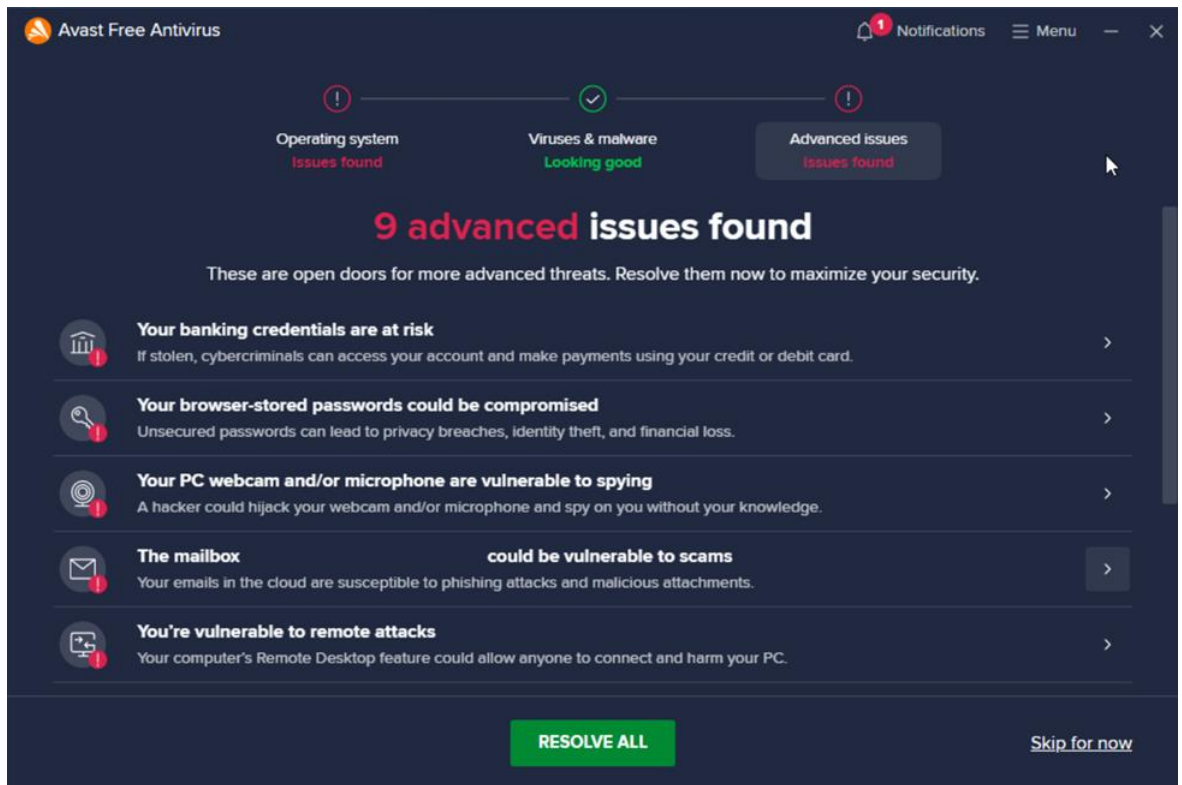 Avast Free Antivirus
1 Notifications Menu
Operating system Viruses & malware Advanced issues
Issues found Looking good Issues found
9 advanced issues found
These are open doors for more advanced threats. Resolve them now to maximize your security.
Your banking credentials are at risk
If stolen, cybercriminals can access your account and make payments using your credit or debit card.
Your browser-stored passwords could be compromised
Unsecured passwords can lead to privacy breaches, identity theft, and financial loss.
Your PC webcam and/or microphone are vulnerable to spying
A hacker could hijack your webcam and/or microphone and spy on you without your knowledge.
The mailbox could be vulnerable to scams
Your emails in the cloud are susceptible to phishing attacks and malicious attachments.
You're vulnerable to remote attacks
Your computer's Remote Desktop feature could allow anyone to connect and harm your PC.
RESOLVE ALL
Skip for now